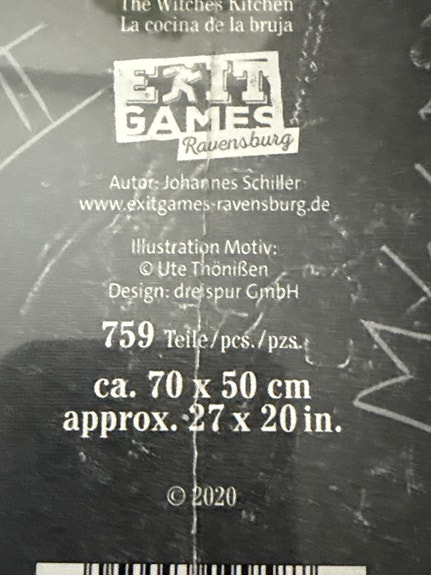 The Witches Kitchen
La cocina de la bruja
EXIT
GAMES
Ravensburg
Autor: Johannes Schiller
www.exitgames-ravensburg.de
Illustration Motiv:
© Ute Thönißen
Design: dreispur GmbH
759 Teile/pcs./pzs.
ca. 70 x 50 cm
approx. 27 x 20 in.
© 2020